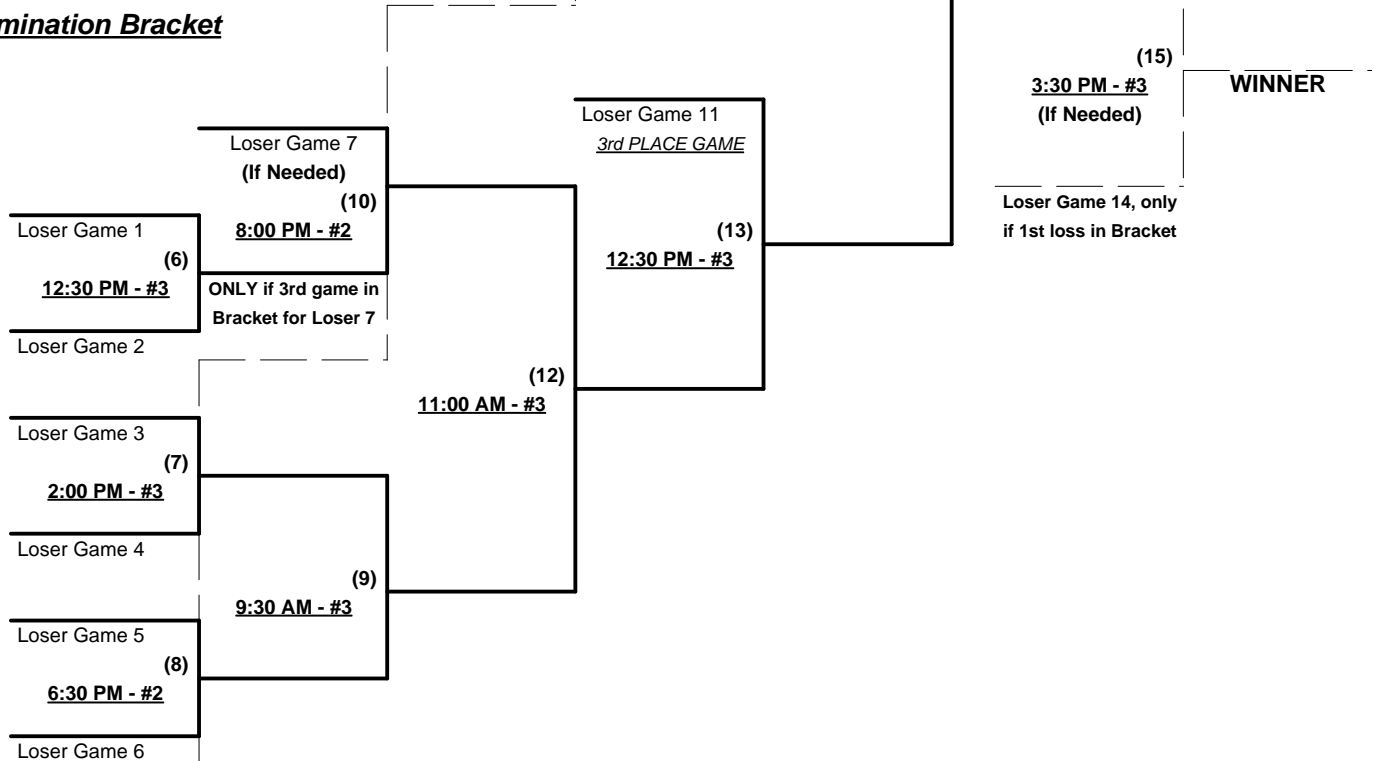 mination Bracket
(15)
3:30 PM - #3
WINNER
(If Needed)
Loser Game 11
3rd PLACE GAME
Loser Game 7
(If Needed)
(10)
8:00 PM - #2
Loser Game 14, only
if 1st loss in Bracket
Loser Game 1
(6)
12:30 PM - #3
(13)
12:30 PM - #3
ONLY if 3rd game in
Bracket for Loser 7
Loser Game 2
(12)
11:00 AM - #3
Loser Game 3
(7)
2:00 PM - #3
Loser Game 4
(9)
9:30 AM - #3
Loser Game 5
(8)
6:30 PM - #2
Loser Game 6